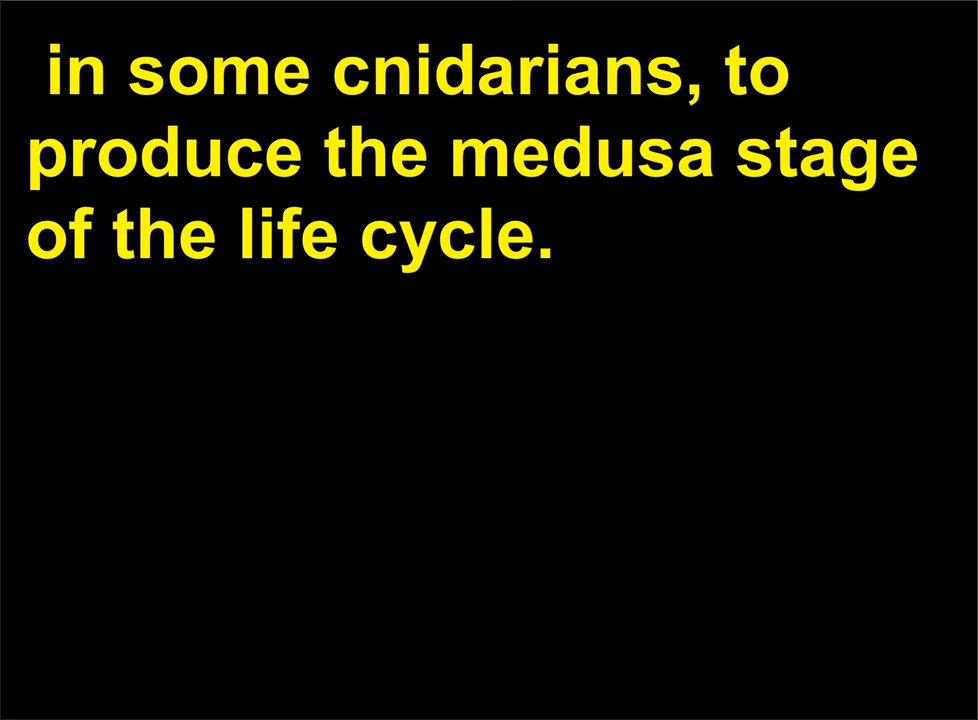 in some cnidarians, to
produce the medusa stage
of the life cycle.